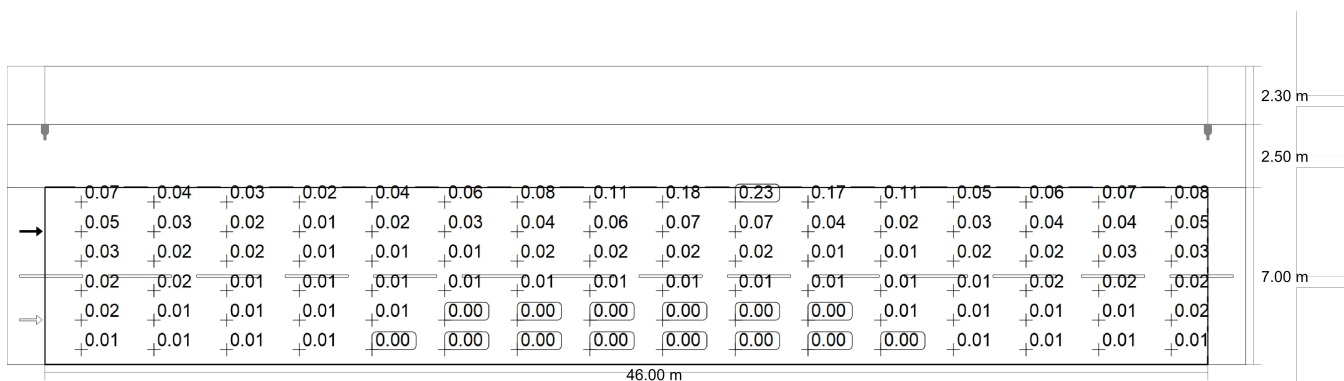 2.30 m
2.50 m
0.07 0.04 0.03 0.02 0.04 0.06 0.08 0.11 0.18 0.23 0.17 0.11 0.05 0.06 0.07 0.08
0.05 0.03 0.02 0.01 0.02 0.03 0.04 0.06 0.07 0.07 0.04 0.02 0.03 0.04 0.04 0.05
0.03 0.02 0.02 0.01 0.01 0.01 0.02 0.02 0.02 0.02 0.01 0.01 0.02 0.02 0.03 0.03
0.02 0.02 0.01 0.01 0.01 0.01 0.01 0.01 0.01 0.01 0.01 0.01 0.01 0.02 0.02 0.02
7.00 m
0.02 0.01 0.01 0.01 0.01 0.00 0.00 0.00 0.00 0.00 0.00 0.01 0.01 0.01 0.01 0.02
0.01 0.01 0.01 0.01 0.00 0.00 0.00 0.00 0.00 0.00 0.00 0.00 0.01 0.01 0.01 0.01
46.00 m